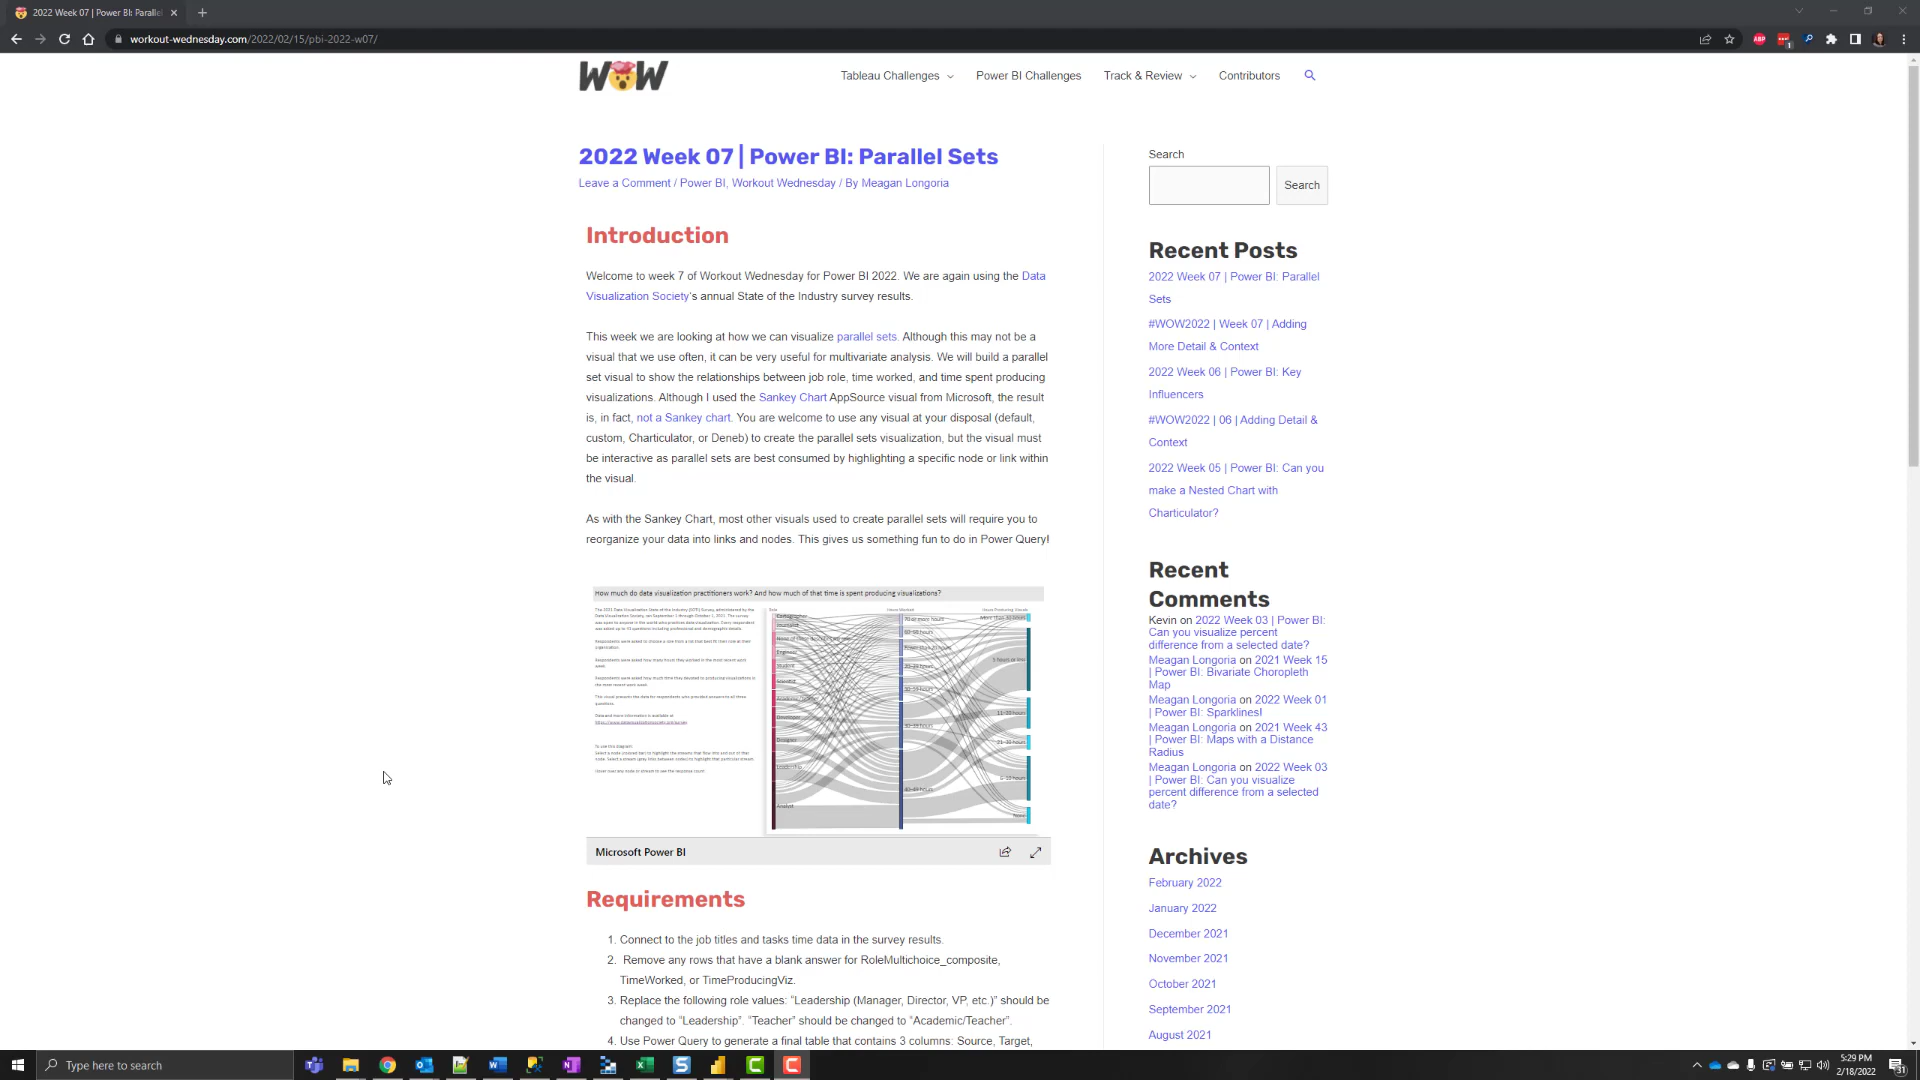 2022 Week 07 | Power BI: Parallel
workout-wednesday.com/2022/02/15/pbi-2022-w07/
ABP
1
WOW
Tableau Challenges
Power BI Challenges
Track & Review
Contributors
2022 Week 07 | Power BI: Parallel Sets
Leave a Comment / Power BI, Workout Wednesday / By Meagan Longoria
Introduction
Welcome to week 7 of Workout Wednesday for Power BI 2022. We are again using the Data
Visualization Society's annual State of the Industry survey results.
This week we are looking at how we can visualize parallel sets. Although this may not be a
visual that we use often, it can be very useful for multivariate analysis. We will build a parallel
set visual to show the relationships between job role, time worked, and time spent producing
visualizations. Although I used the Sankey Chart AppSource visual from Microsoft, the result
is, in fact, not a Sankey chart. You are welcome to use any visual at your disposal (default,
custom, Charticulator, or Deneb) to create the parallel sets visualization, but the visual must
be interactive as parallel sets are best consumed by highlighting a specific node or link within
the visual.
As with the Sankey Chart, most other visuals used to create parallel sets will require you to
reorganize your data into links and nodes. This gives us something fun to do in Power Query!
How much do data visualization practitioners work? And how much of that time is spent producing visualizations?
Microsoft Power BI
Requirements
1. Connect to the job titles and tasks time data in the survey results.
2. Remove any rows that have a blank answer for RoleMultichoice_composite,
TimeWorked, or TimeProducingViz.
3. Replace the following role values: "Leadership (Manager, Director, VP, etc.)" should be
changed to "Leadership". "Teacher" should be changed to "Academic/Teacher".
4. Use Power Query to generate a final table that contains 3 columns: Source, Target,
Search
Search
Recent Posts
2022 Week 07 | Power BI: Parallel
Sets
#WOW2022 | Week 07 | Adding
More Detail & Context
2022 Week 06 | Power BI: Key
Influencers
#WOW2022 | 06 | Adding Detail &
Context
2022 Week 05 | Power BI: Can you
make a Nested Chart with
Charticulator?
Recent
Comments
Kevin on 2022 Week 03 | Power BI:
Can you visualize percent
difference from a selected date?
Meagan Longoria on 2021 Week 15
| Power BI: Bivariate Choropleth
Map
Meagan Longoria on 2022 Week 01
| Power BI: Sparklines!
Meagan Longoria on 2021 Week 43
| Power BI: Maps with a Distance
Radius
Meagan Longoria on 2022 Week 03
| Power BI: Can you visualize
percent difference from a selected
date?
Archives
February 2022
January 2022
December 2021
November 2021
October 2021
September 2021
August 2021
Type here to search
5:29 PM
2/18/2022
31